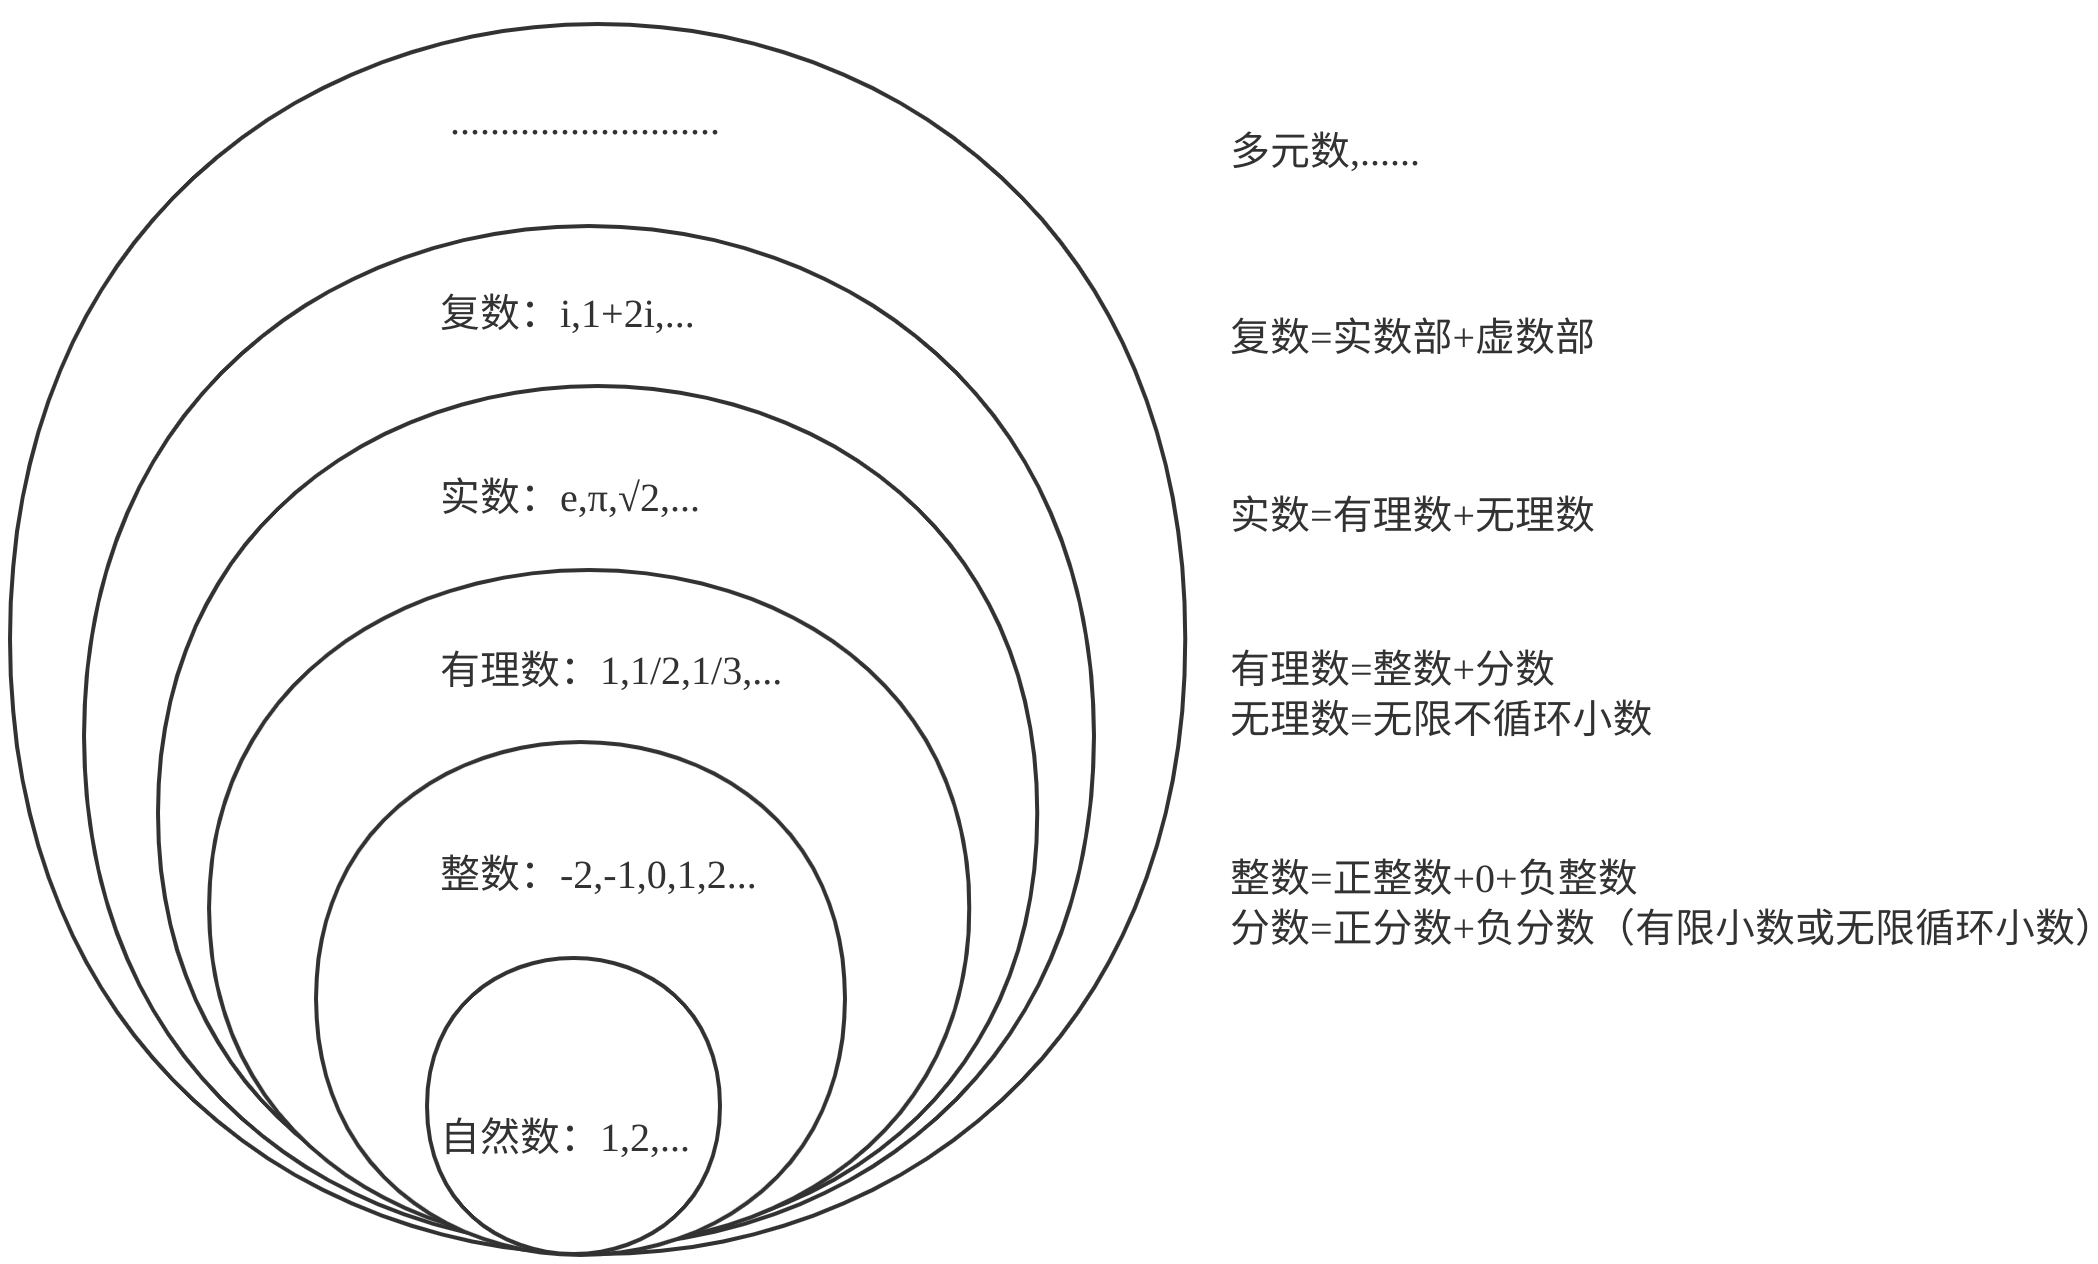 ..........................
多元数,......
复数：i,1+2i,...
复数=实数部+虚数部
实数：e,π,√2,...
实数=有理数+无理数
有理数：1,1/2,1/3,...
有理数=整数+分数
无理数=无限不循环小数
整数：-2,-1,0,1,2...
整数=正整数+0+负整数
分数=正分数+负分数（有限小数或无限循环小数）
自然数：1,2,...